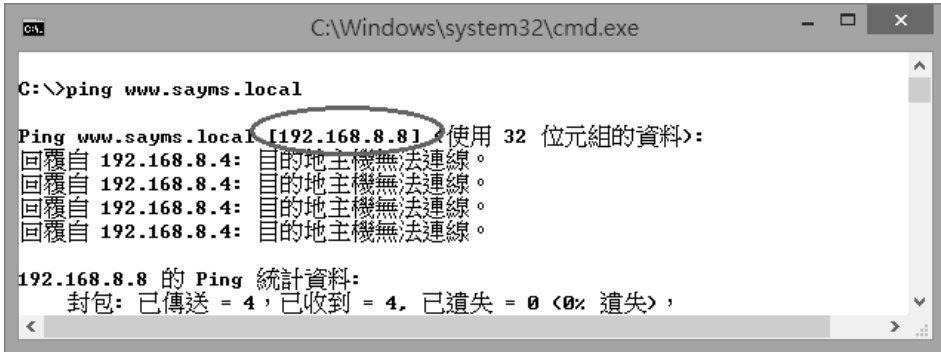 C:\Windows\system32\cmd.exe
C:\>ping www.sayms.local
Ping www.sayms.local [192.168.8.8] (使用 32 位元組的資料):
回覆自 192.168.8.4: 目的地主機無法連線。
回覆自 192.168.8.4: 目的地主機無法連線。
回覆自 192.168.8.4: 目的地主機無法連線。
回覆自 192.168.8.4: 目的地主機無法連線。
192.168.8.8 的 Ping 統計資料:
封包: 已傳送 = 4，已收到 = 4, 已遺失 = 0 (0% 遺失)，